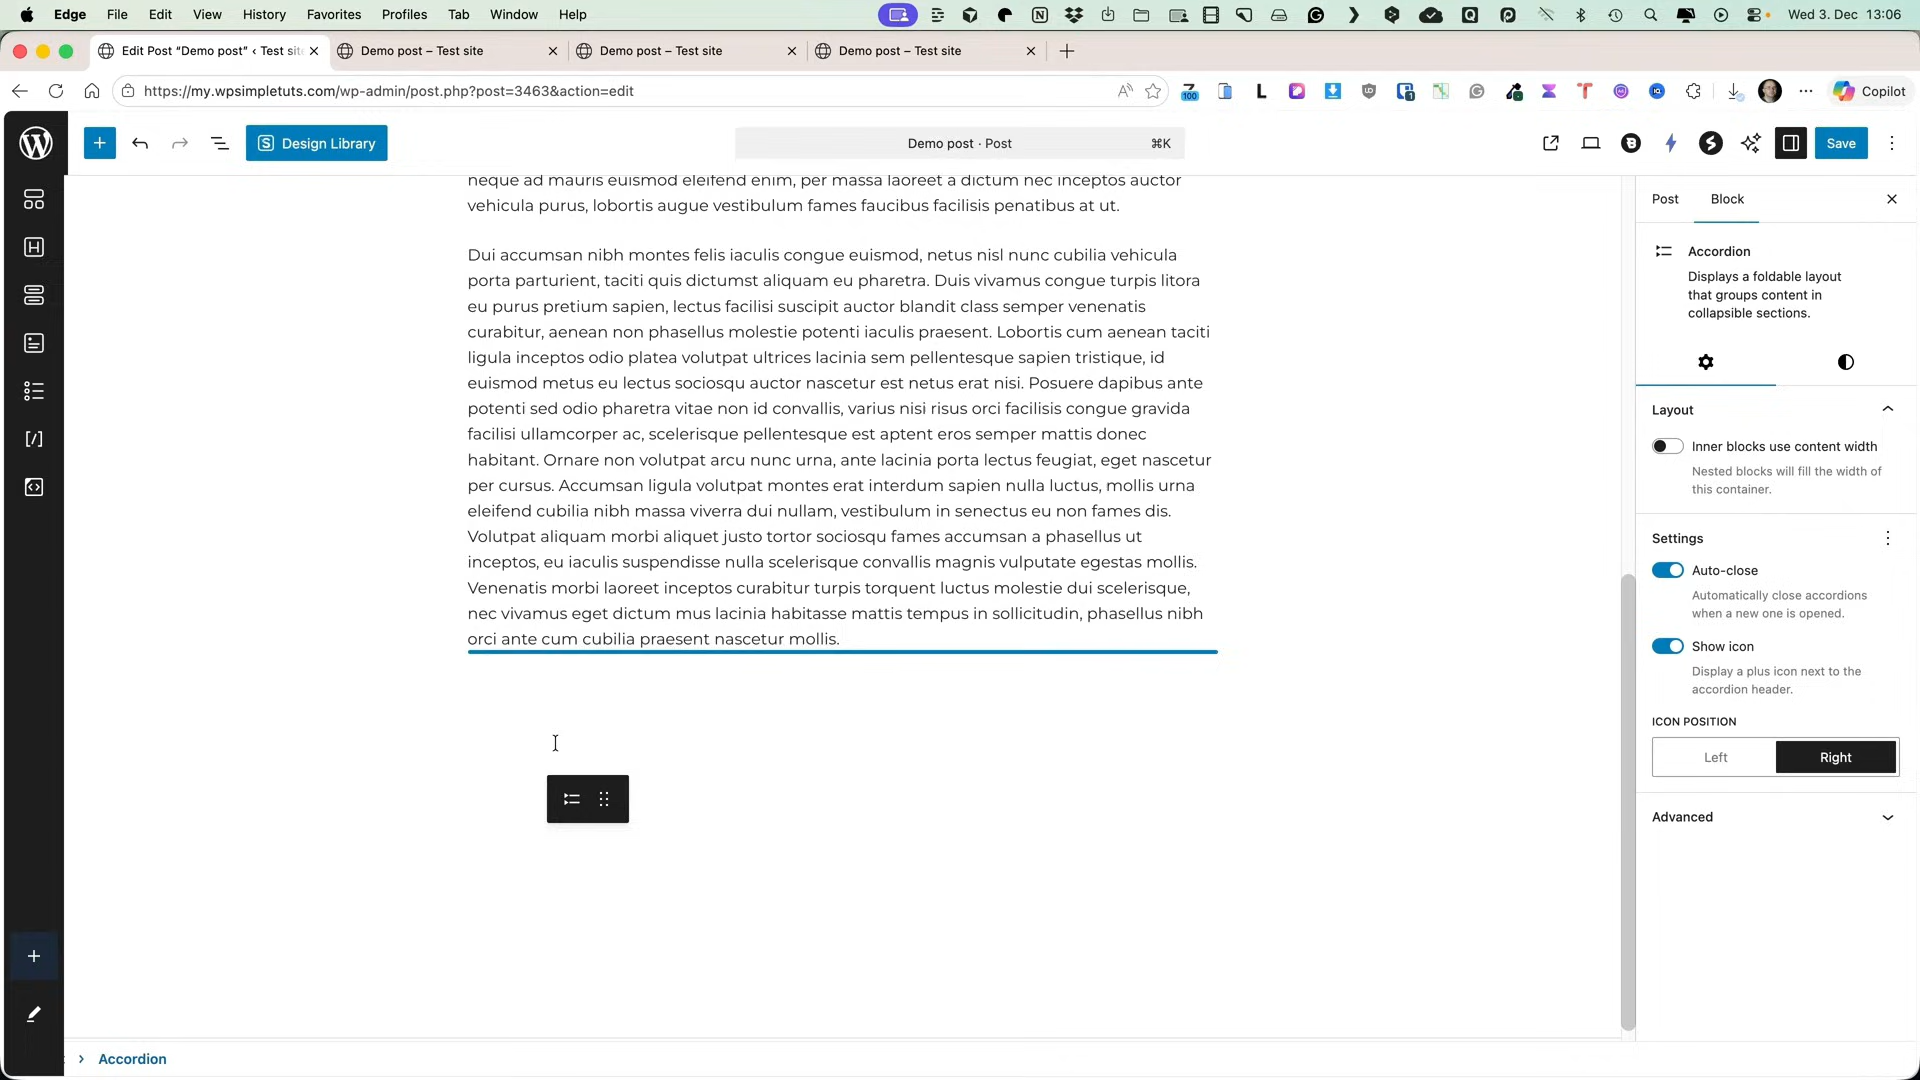 Edge File Edit View History Favorites Profiles Tab Window Help
Wed 3. Dec 13:06
Edit Post “Demo post” ‹ Test site
Demo post – Test site
Demo post – Test site
Demo post – Test site
https://my.wpsimpletuts.com/wp-admin/post.php?post=3463&action=edit
Copilot
Design Library
Demo post · Post
⌘K
Save
neque ad mauris euismod eleifend enim, per massa laoreet a dictum nec inceptos auctor
vehicula purus, lobortis augue vestibulum fames faucibus facilisis penatibus at ut.
Dui accumsan nibh montes felis iaculis congue euismod, netus nisl nunc cubilia vehicula
porta parturient, taciti quis dictumst aliquam eu pharetra. Duis vivamus congue turpis litora
eu purus pretium sapien, lectus facilisi suscipit auctor blandit class semper venenatis
curabitur, aenean non phasellus molestie potenti iaculis praesent. Lobortis cum aenean taciti
ligula inceptos odio platea volutpat ultrices lacinia sem pellentesque sapien tristique, id
euismod metus eu lectus sociosqu auctor nascetur est netus erat nisi. Posuere dapibus ante
potenti sed odio pharetra vitae non id convallis, varius nisi risus orci facilisis congue gravida
facilisi ullamcorper ac, scelerisque pellentesque est aptent eros semper mattis donec
habitant. Ornare non volutpat arcu nunc urna, ante lacinia porta lectus feugiat, eget nascetur
per cursus. Accumsan ligula volutpat montes erat interdum sapien nulla luctus, mollis urna
eleifend cubilia nibh massa viverra dui nullam, vestibulum in senectus eu non fames dis.
Volutpat aliquam morbi aliquet justo tortor sociosqu fames accumsan a phasellus ut
inceptos, eu iaculis suspendisse nulla scelerisque convallis magnis vulputate egestas mollis.
Venenatis morbi laoreet inceptos curabitur turpis torquent luctus molestie dui scelerisque,
nec vivamus eget dictum mus lacinia habitasse mattis tempus in sollicitudin, phasellus nibh
orci ante cum cubilia praesent nascetur mollis.
Post
Block
Accordion
Displays a foldable layout
that groups content in
collapsible sections.
Layout
Inner blocks use content width
Nested blocks will fill the width of
this container.
Settings
Auto-close
Automatically close accordions
when a new one is opened.
Show icon
Display a plus icon next to the
accordion header.
ICON POSITION
Left
Right
Advanced
Accordion